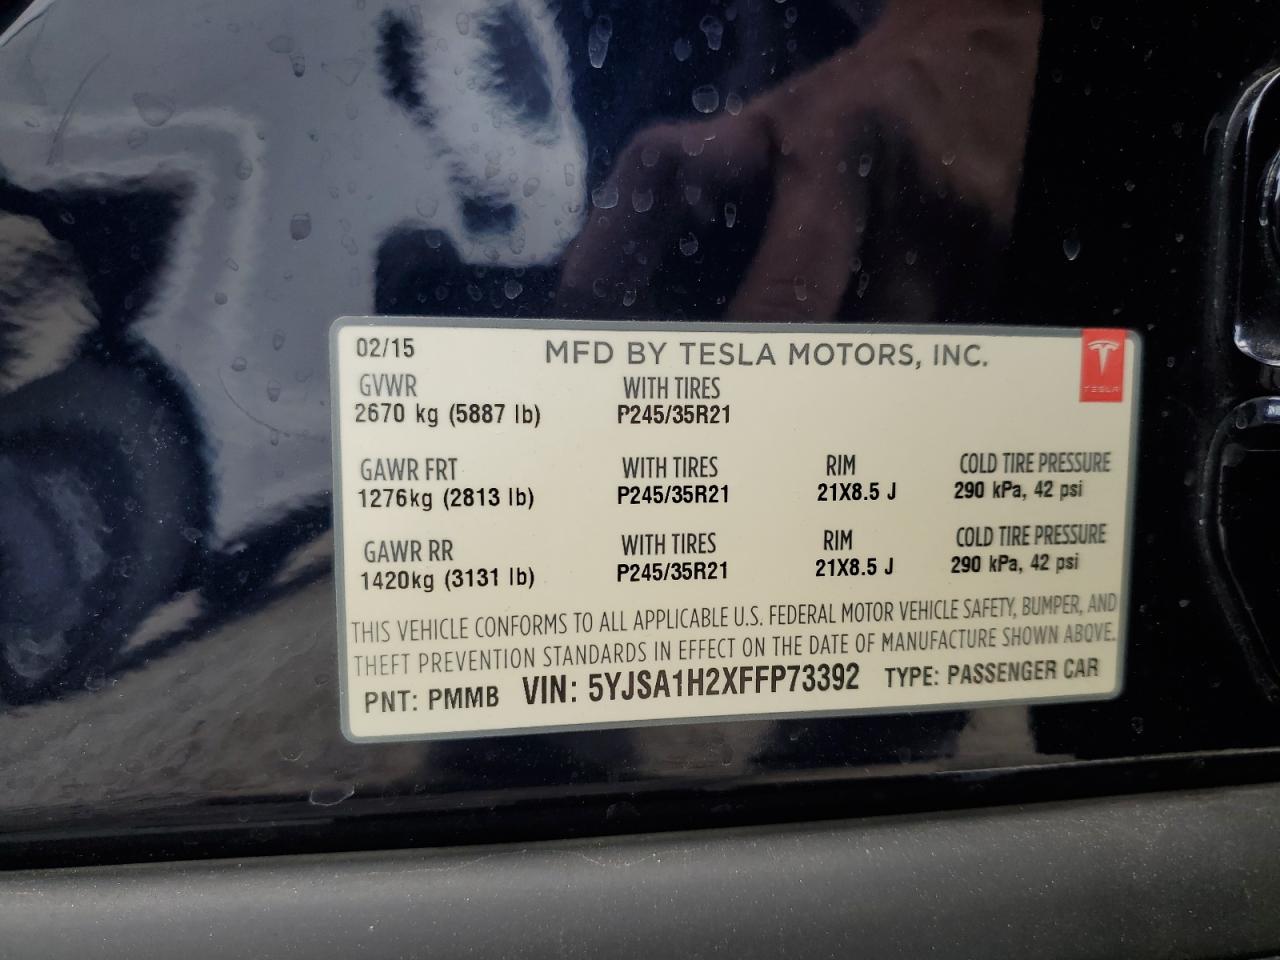 02/15 MFD BY TESLA MOTORS, INC.
TESLA
GVWR WITH TIRES
2670 kg (5887 lb) P245/35R21
GAWR FRT WITH TIRES RIM COLD TIRE PRESSURE
1276kg (2813 lb) P245/35R21 21X8.5 J 290 kPa, 42 psi
GAWR RR WITH TIRES RIM COLD TIRE PRESSURE
1420kg (3131 lb) P245/35R21 21X8.5 J 290 kPa, 42 psi
THIS VEHICLE CONFORMS TO ALL APPLICABLE U.S. FEDERAL MOTOR VEHICLE SAFETY, BUMPER, AND
THEFT PREVENTION STANDARDS IN EFFECT ON THE DATE OF MANUFACTURE SHOWN ABOVE.
PNT: PMMB VIN: 5YJSA1H2XFFP73392 TYPE: PASSENGER CAR